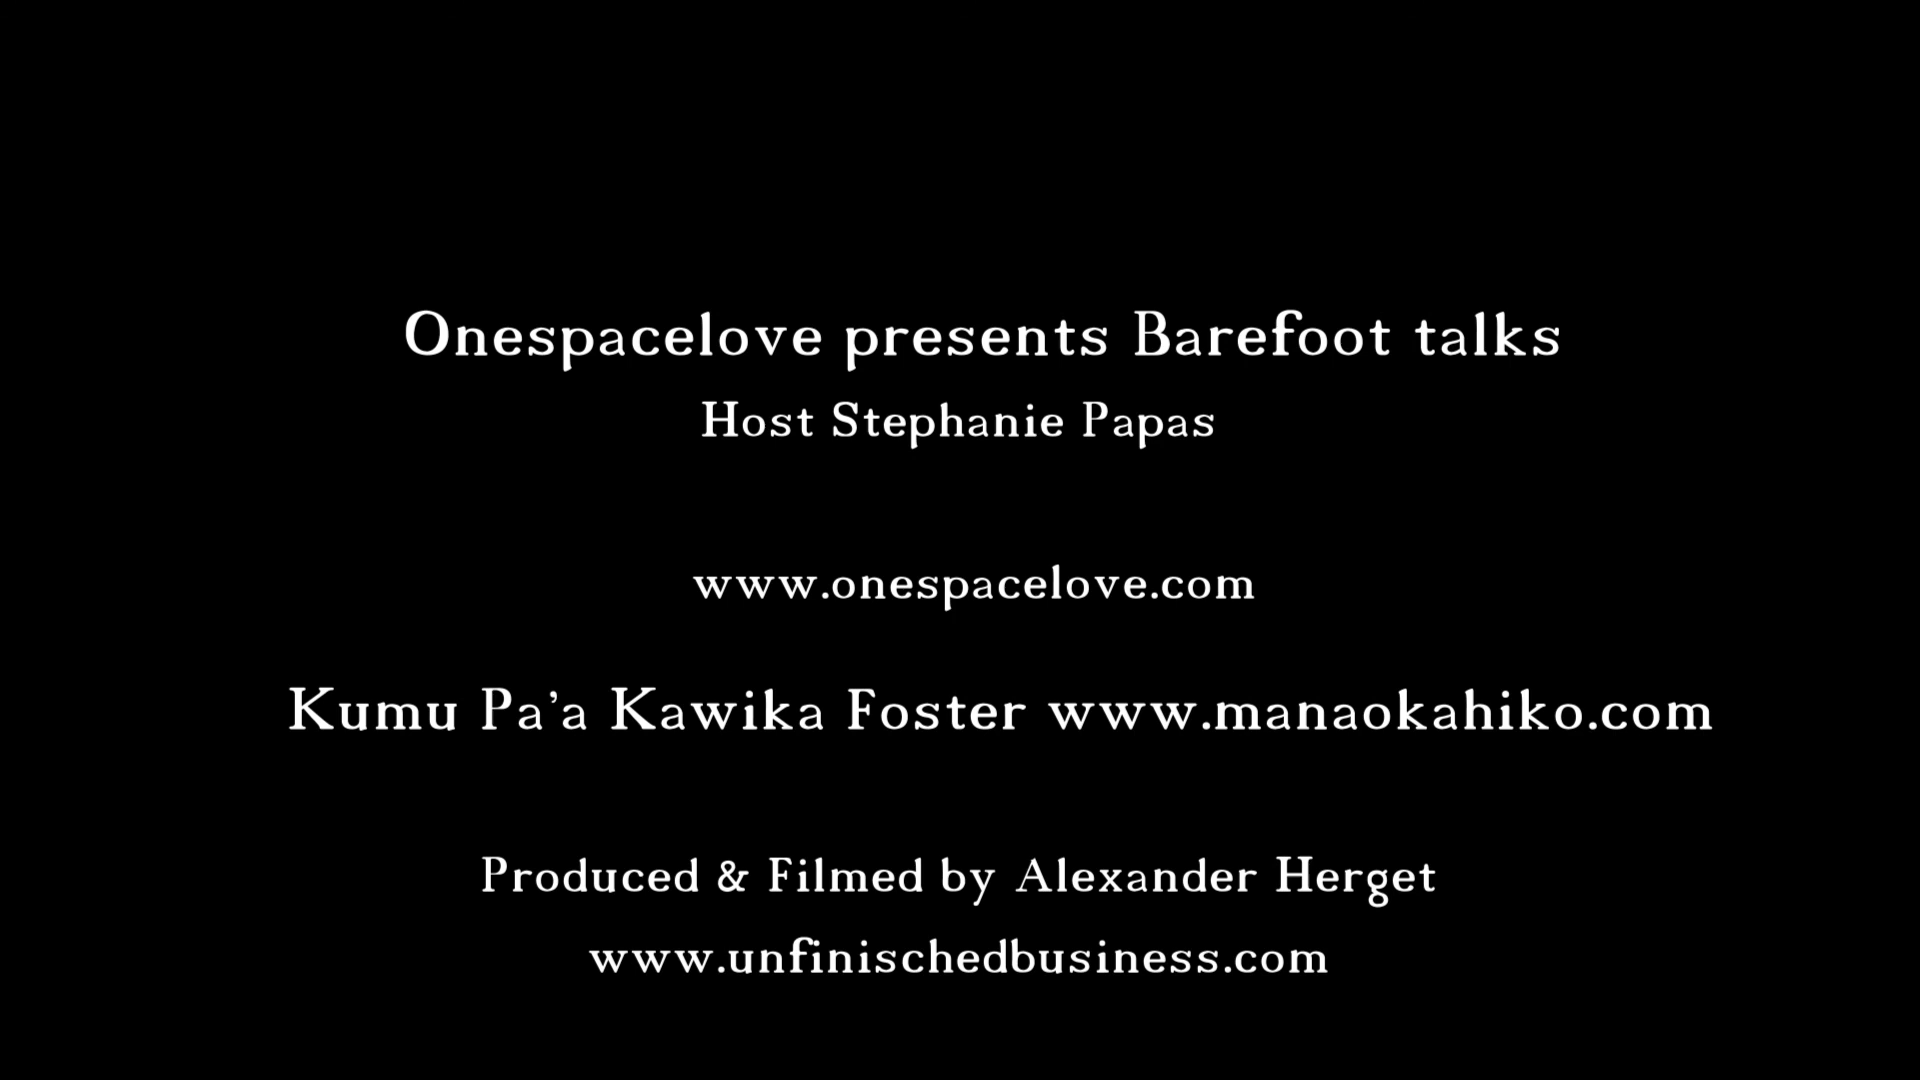 Onespacelove presents Barefoot talks
Host Stephanie Papas
www.onespacelove.com
Kumu Pa’a Kawika Foster www.manaokahiko.com
Produced & Filmed by Alexander Herget
www.unfinischedbusiness.com